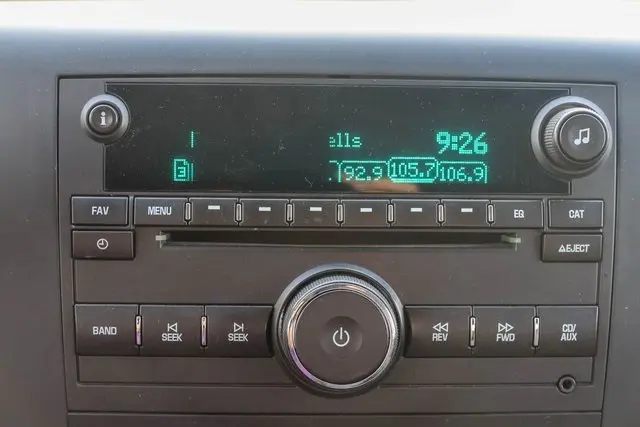 ells 9:26
3 92.9 105.7 106.9
FAV MENU EQ CAT
EJECT
BAND SEEK SEEK REV FWD CD/
AUX